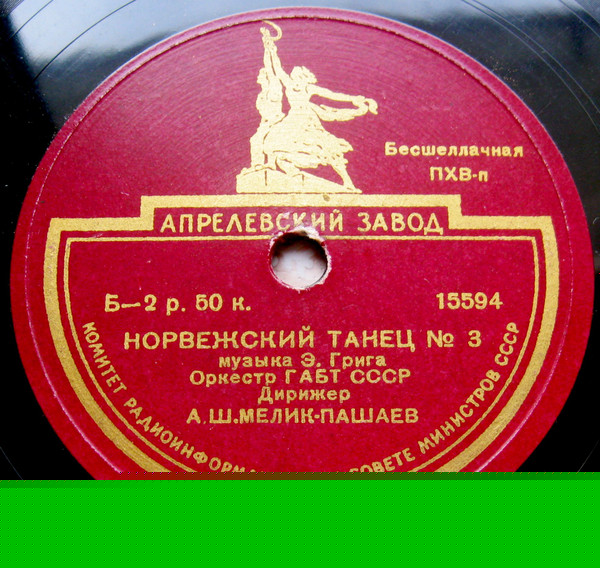 Бесшеллачная
ПХВ-п
АПРЕЛЕВСКИЙ ЗАВОД
Б—2 р. 50 к.
15594
НОРВЕЖСКИЙ ТАНЕЦ № 3
музыка Э. Грига
Оркестр ГАБТ СССР
Дирижер
А.Ш.МЕЛИК-ПАШАЕВ
КОМИТЕТ СОВЕТЕ МИНИСТРОВ СССР